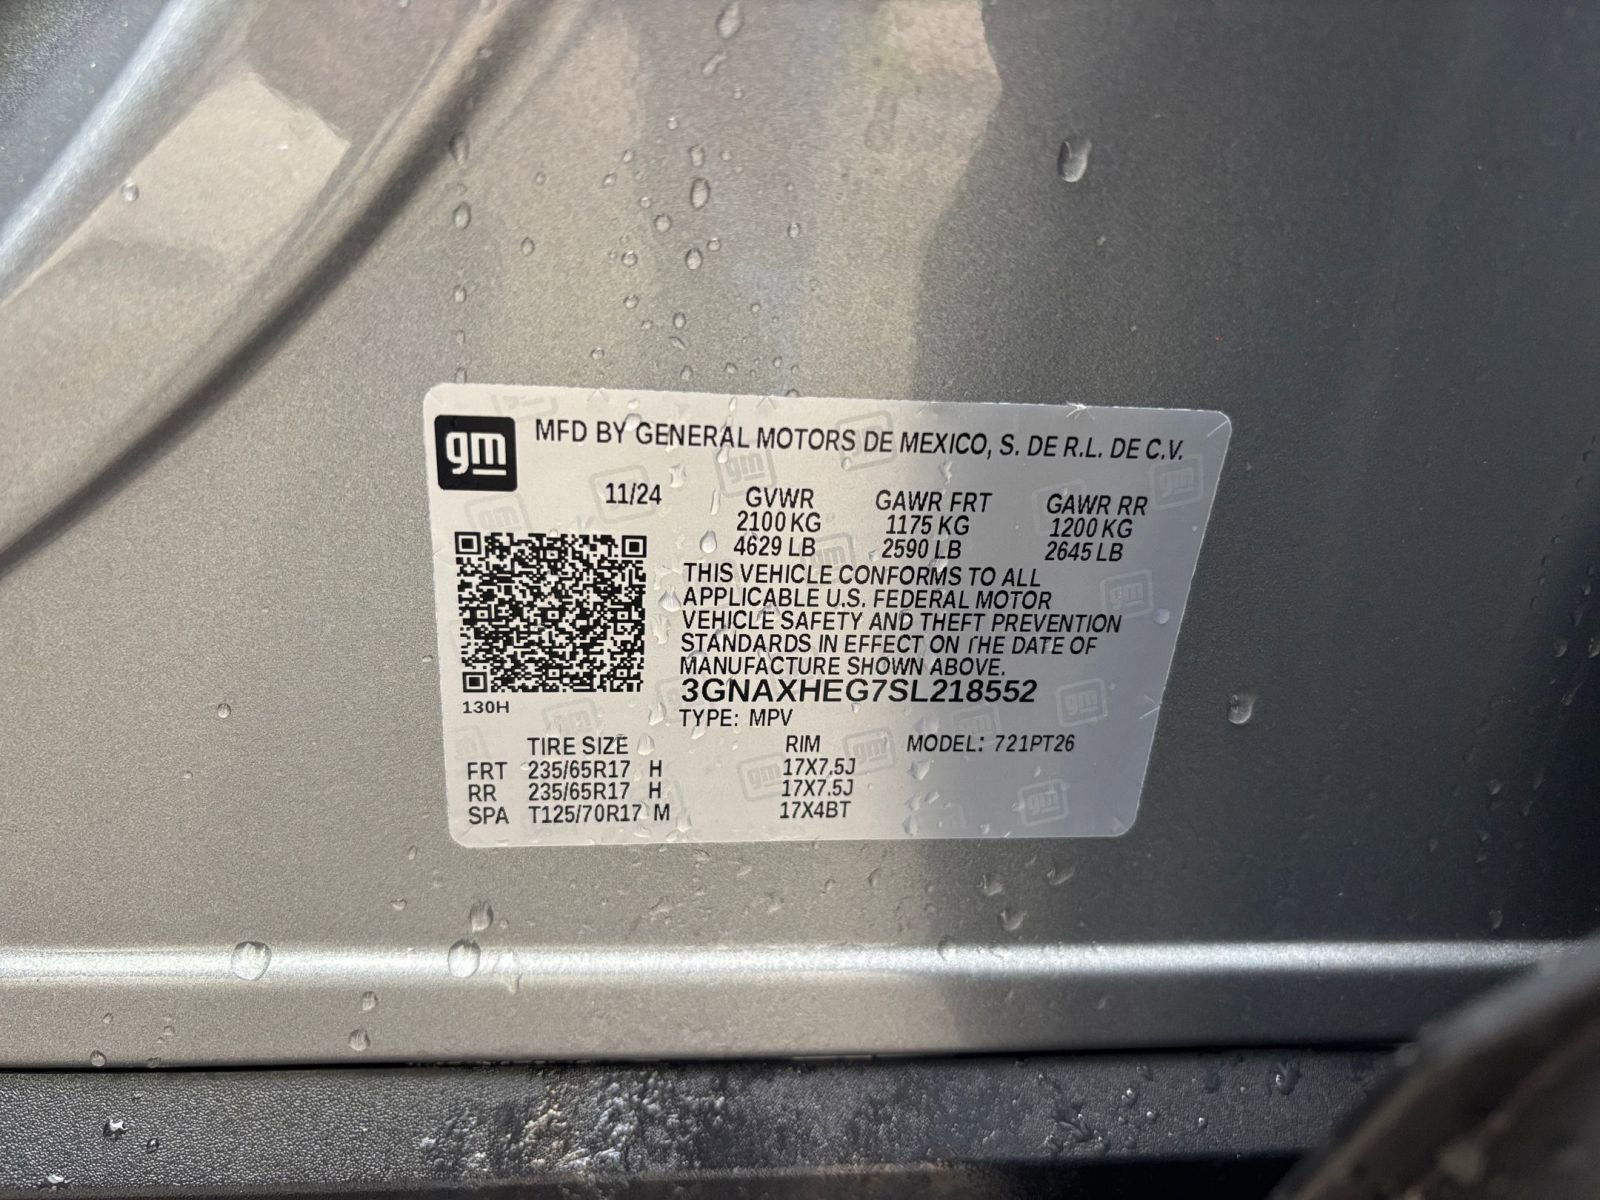 gm
MFD BY GENERAL MOTORS DE MEXICO, S. DE R.L. DE C.V.
11/24 GVWR GAWR FRT GAWR RR
2100 KG 1175 KG 1200 KG
4629 LB 2590 LB 2645 LB
THIS VEHICLE CONFORMS TO ALL
APPLICABLE U.S. FEDERAL MOTOR
VEHICLE SAFETY AND THEFT PREVENTION
STANDARDS IN EFFECT ON THE DATE OF
MANUFACTURE SHOWN ABOVE.
3GNAXHEG7SL218552
130H
TYPE: MPV
TIRE SIZE RIM MODEL: 721PT26
FRT 235/65R17 H 17X7.5J
RR 235/65R17 H 17X7.5J
SPA T125/70R17 M 17X4BT